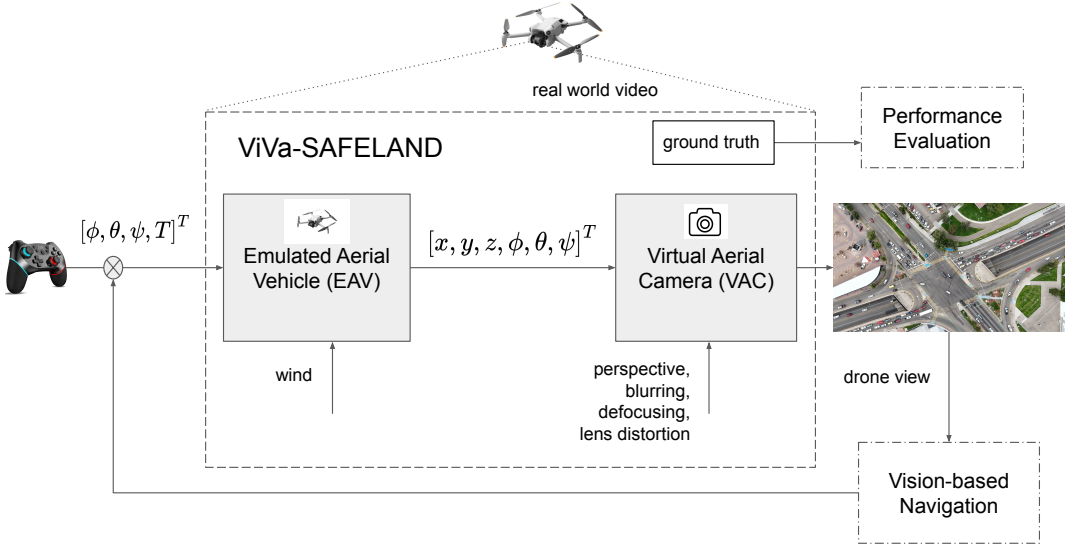 real world video
ViVa-SAFELAND
ground truth
Performance
Evaluation
[ϕ, θ, ψ, T]^T
Emulated Aerial
Vehicle (EAV)
[x, y, z, ϕ, θ, ψ]^T
Virtual Aerial
Camera (VAC)
wind
perspective,
blurring,
defocusing,
lens distortion
drone view
Vision-based
Navigation